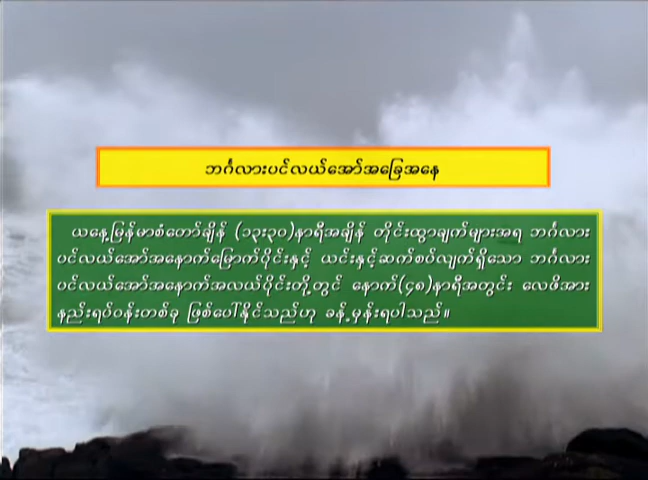 ဘင်္ဂလားပင်လယ်အော်အခြေအနေ
ယနေ့မြန်မာစံတော်ချိန် (၁၃း၃၀)နာရီအချိန် တိုင်းထွာချက်များအရ ဘင်္ဂလား
ပင်လယ်အော်အနောက်မြောက်ပိုင်းနှင့် ယင်းနှင့်ဆက်စပ်လျက်ရှိသော ဘင်္ဂလား
ပင်လယ်အော်အနောက်အလယ်ပိုင်းတို့တွင် နောက်(၄၈)နာရီအတွင်း လေဖိအား
နည်းရပ်ဝန်းတစ်ခု ဖြစ်ပေါ်နိုင်သည်ဟု ခန့်မှန်းရပါသည်။